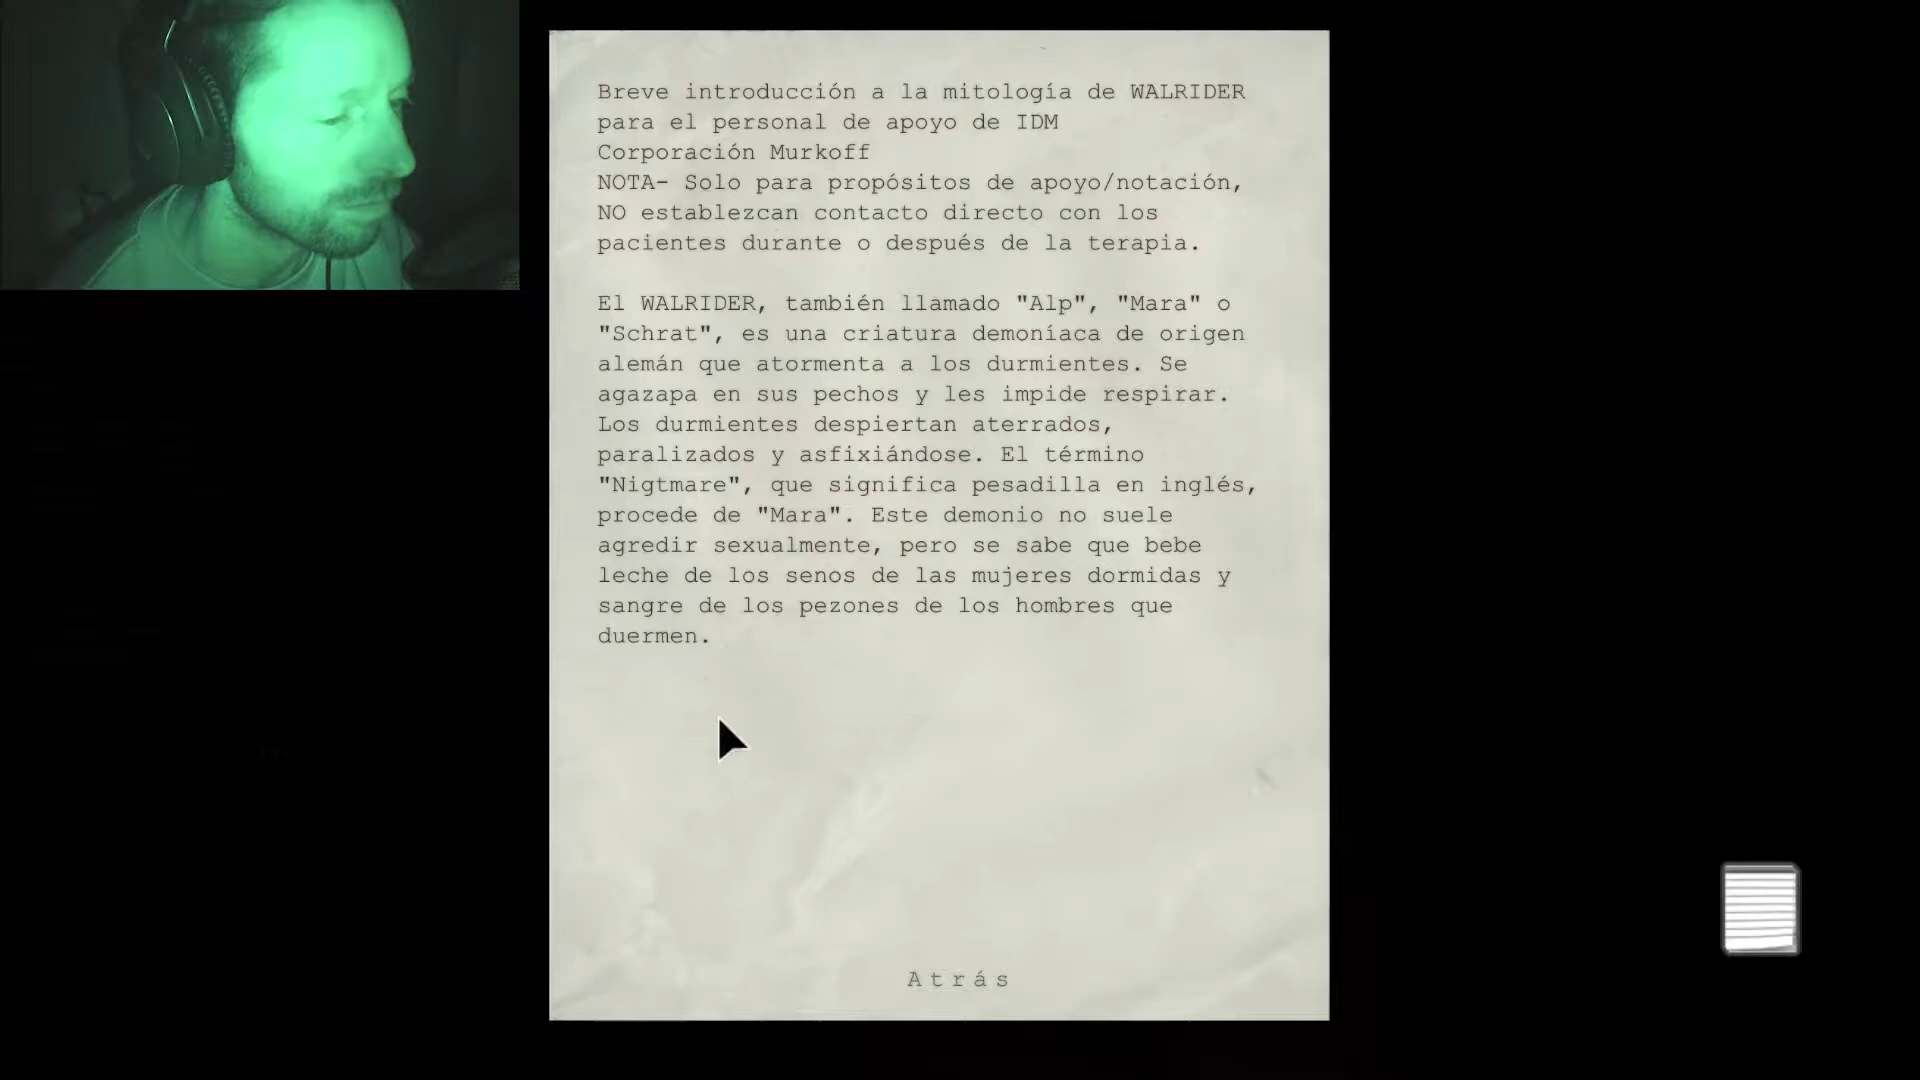 Breve introducción a la mitología de WALRIDER
para el personal de apoyo de IDM
Corporación Murkoff
NOTA- Solo para propósitos de apoyo/notación,
NO establezcan contacto directo con los
pacientes durante o después de la terapia.
El WALRIDER, también llamado "Alp", "Mara" o
"Schrat", es una criatura demoníaca de origen
alemán que atormenta a los durmientes. Se
agazapa en sus pechos y les impide respirar.
Los durmientes despiertan aterrados,
paralizados y asfixiándose. El término
"Nigtmare", que significa pesadilla en inglés,
procede de "Mara". Este demonio no suele
agredir sexualmente, pero se sabe que bebe
leche de los senos de las mujeres dormidas y
sangre de los pezones de los hombres que
duermen.
Atrás